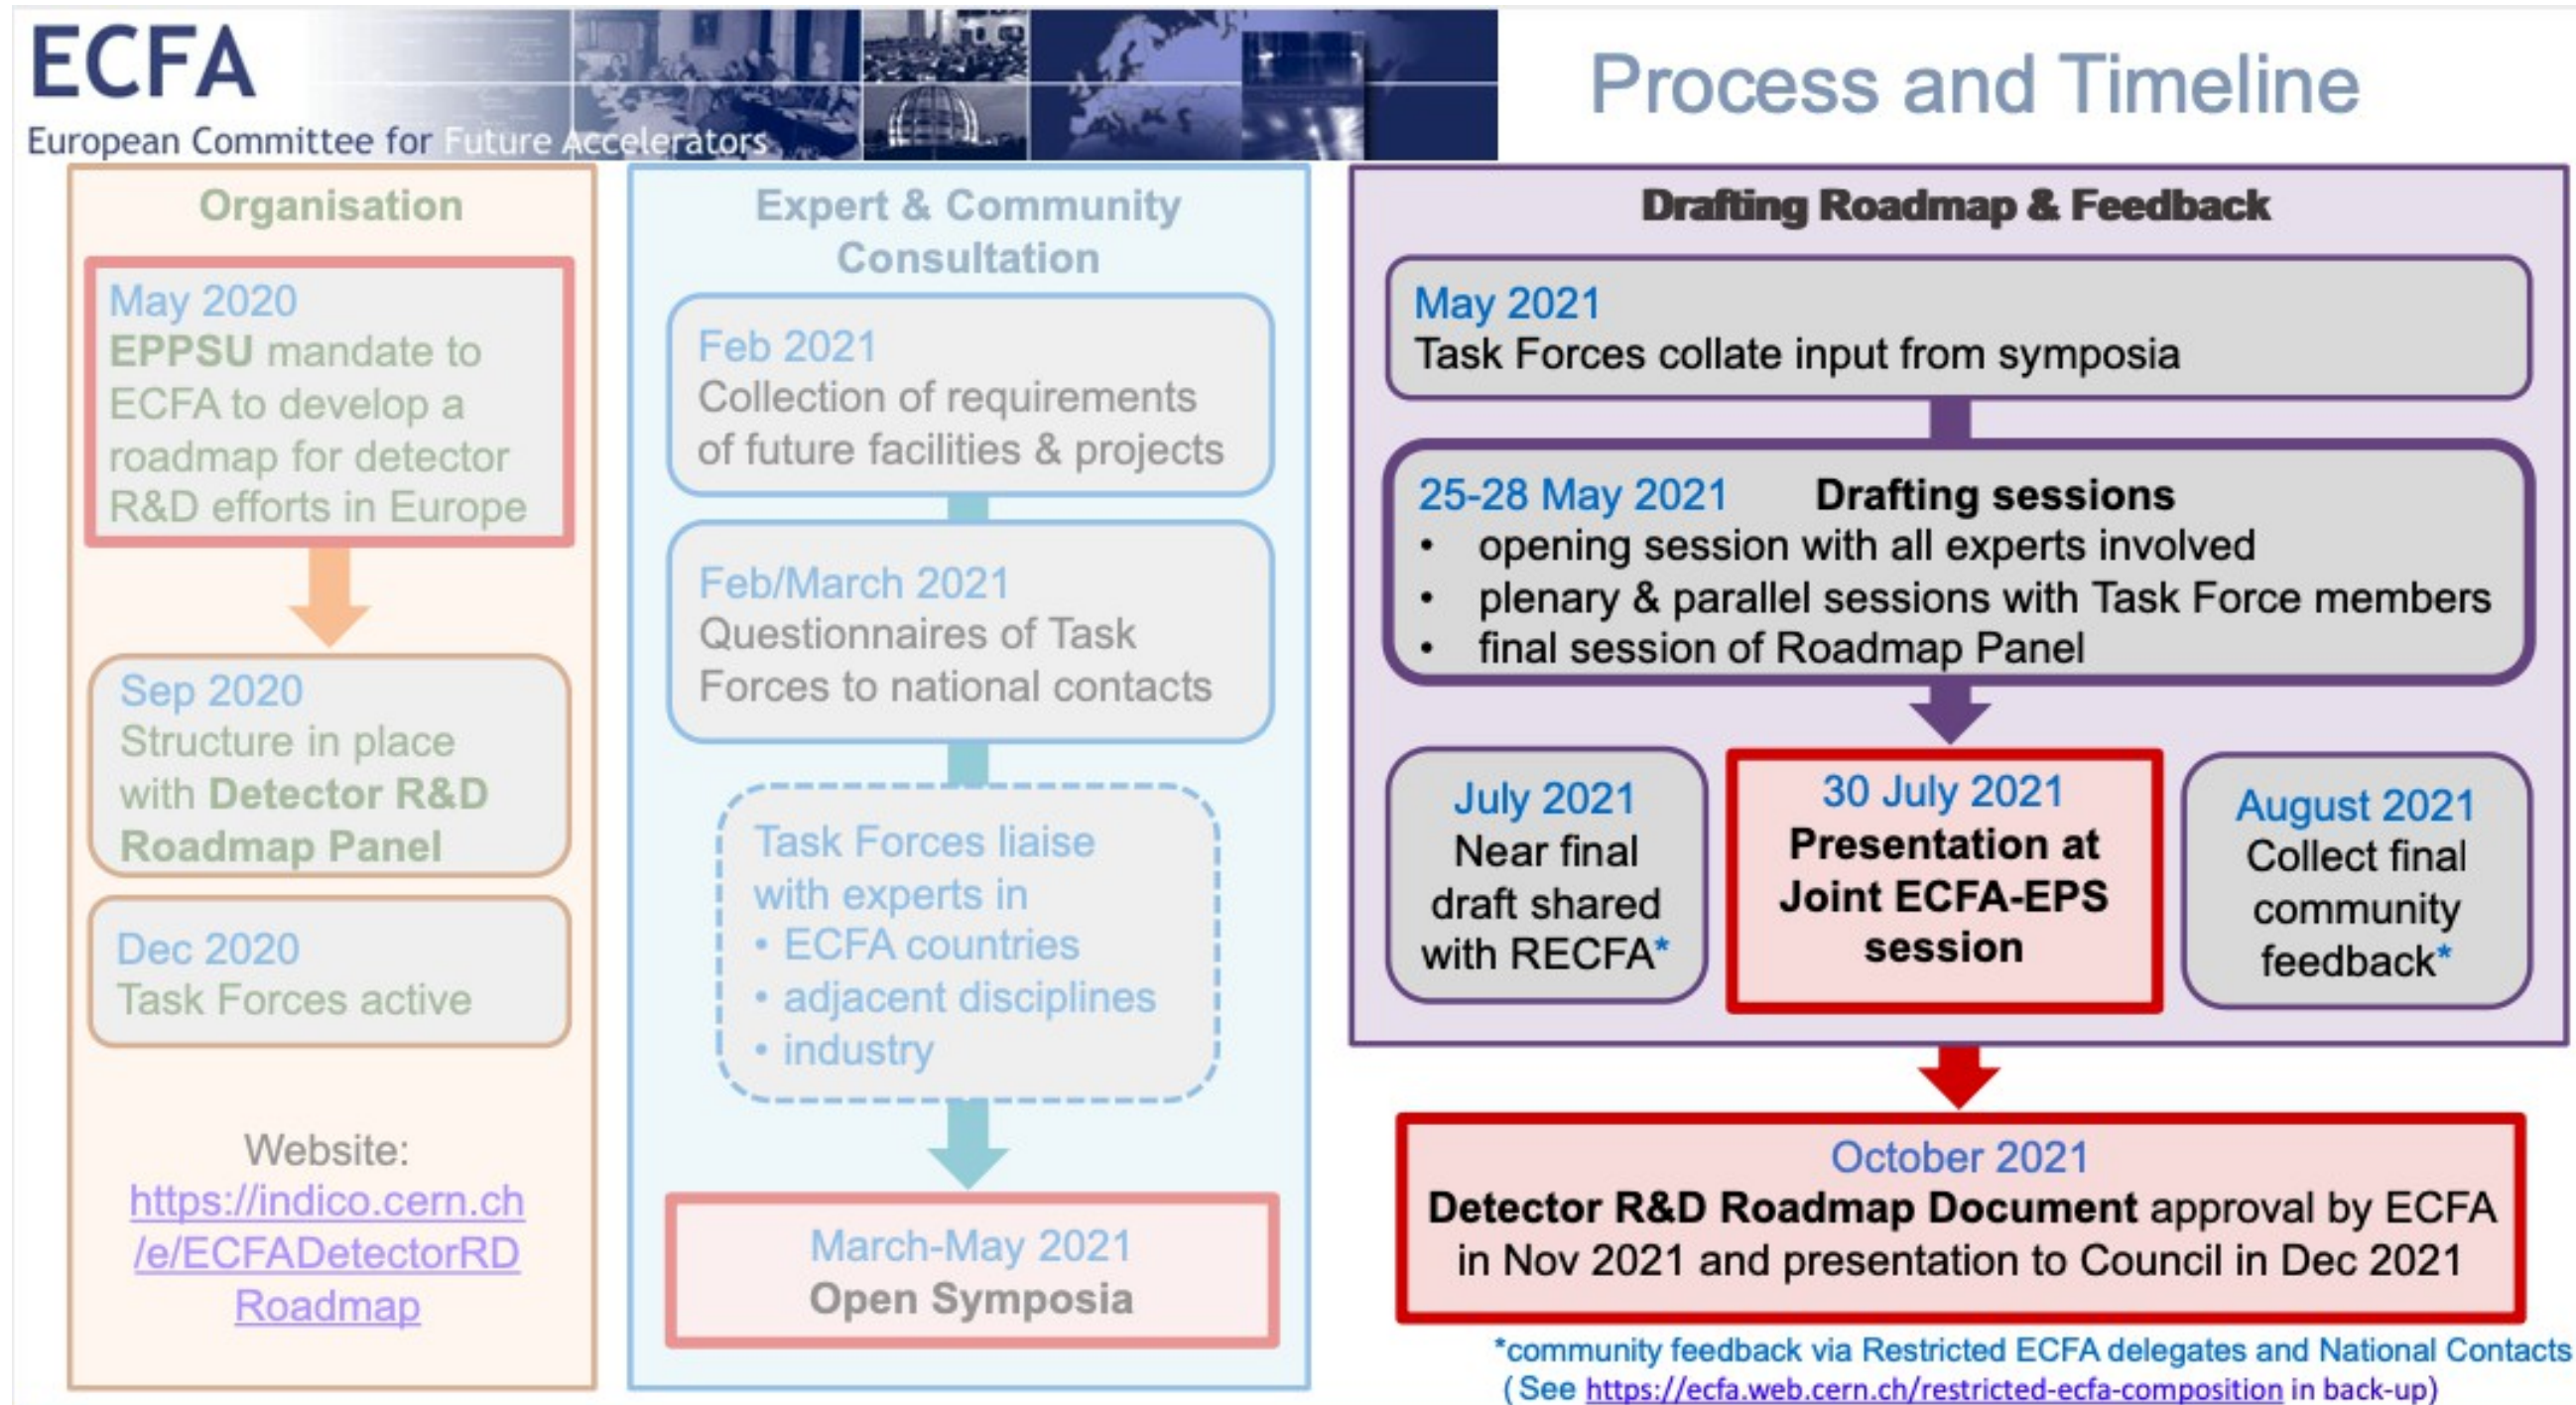 ECFA
European Committee for Future Accelerators
Process and Timeline
Organisation
May 2020
EPPSU mandate to
ECFA to develop a
roadmap for detector
R&D efforts in Europe
Sep 2020
Structure in place
with Detector R&D
Roadmap Panel
Dec 2020
Task Forces active
Website:
https://indico.cern.ch
/e/ECFADetectorRD
Roadmap
Expert & Community
Consultation
Feb 2021
Collection of requirements
of future facilities & projects
Feb/March 2021
Questionnaires of Task
Forces to national contacts
Task Forces liaise
with experts in
• ECFA countries
• adjacent disciplines
• industry
March-May 2021
Open Symposia
Drafting Roadmap & Feedback
May 2021
Task Forces collate input from symposia
25-28 May 2021 Drafting sessions
• opening session with all experts involved
• plenary & parallel sessions with Task Force members
• final session of Roadmap Panel
July 2021
Near final
draft shared
with RECFA*
30 July 2021
Presentation at
Joint ECFA-EPS
session
August 2021
Collect final
community
feedback*
October 2021
Detector R&D Roadmap Document approval by ECFA
in Nov 2021 and presentation to Council in Dec 2021
*community feedback via Restricted ECFA delegates and National Contacts
( See https://ecfa.web.cern.ch/restricted-ecfa-composition in back-up)